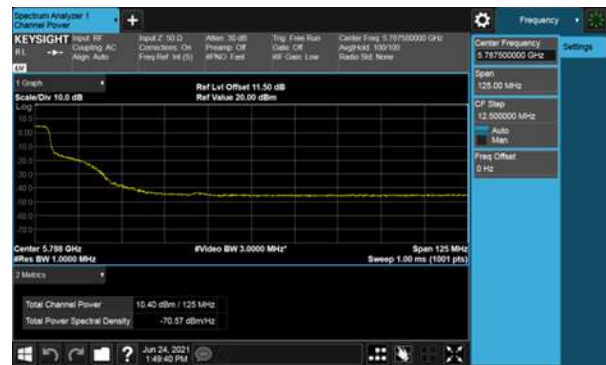 Spectrum Analyzer 1
Channel Power
Frequency
KEYSIGHT
Input: RF
Coupling: AC
Align: Auto
Input Z: 50 Ω
Corrections: On
Freq Ref: Int (S)
Atten: 30 dB
Preamp: Off
#PNO: Fast
Trig: Free Run
Gate: Off
#IF Gain: Low
Center Freq: 5.787500000 GHz
Avg|Hold: 100/100
Radio Std: None
RL
1 Graph
Scale/Div 10.0 dB
Ref Lvl Offset 11.50 dB
Ref Value 20.00 dBm
Log
10.0
0.00
-10.0
-20.0
-30.0
-40.0
-50.0
-60.0
-70.0
Center 5.788 GHz
#Res BW 1.0000 MHz
#Video BW 3.0000 MHz*
Span 125 MHz
Sweep 1.00 ms (1001 pts)
2 Metrics
Total Channel Power 10.40 dBm / 125 MHz
Total Power Spectral Density -70.57 dBm/Hz
Jun 24, 2021
1:49:40 PM
Center Frequency
5.787500000 GHz
Settings
Span
125.00 MHz
CF Step
12.500000 MHz
Auto
Man
Freq Offset
0 Hz